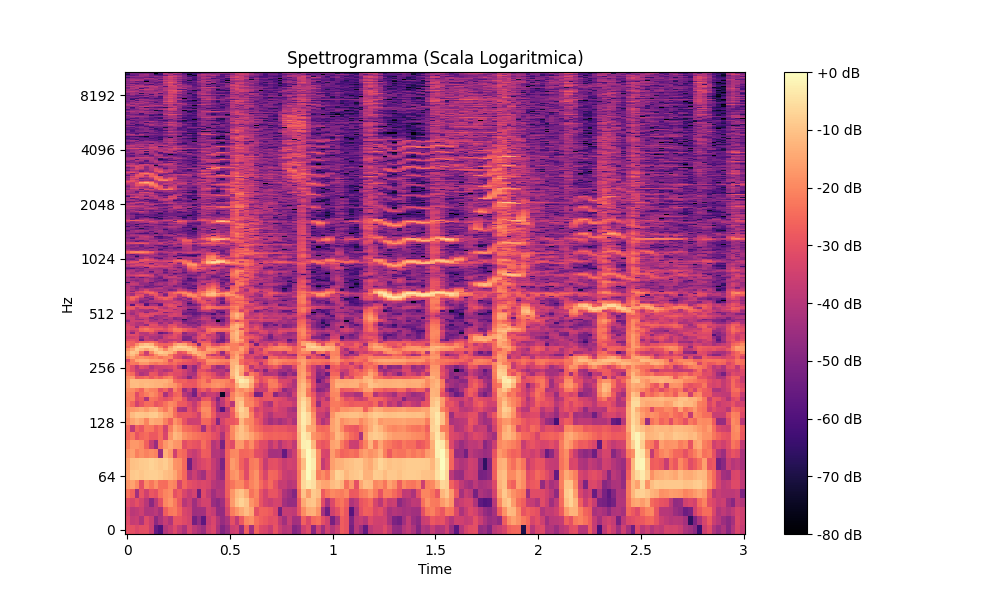 Spettrogramma (Scala Logaritmica)
8192
4096
2048
1024
512
256
128
64
0
Hz
0
0.5
1
1.5
2
2.5
3
Time
+0 dB
-10 dB
-20 dB
-30 dB
-40 dB
-50 dB
-60 dB
-70 dB
-80 dB